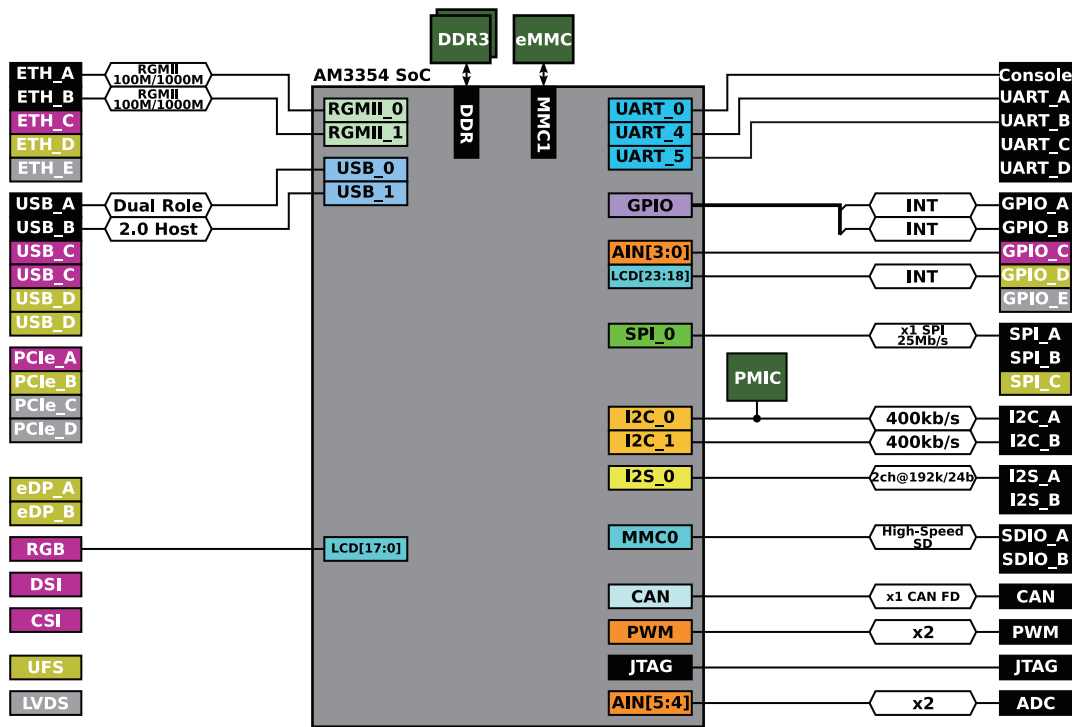 DDR3
eMMC
AM3354 SoC
DDR
MMC1
ETH_A
RGMII
100M/1000M
RGMII_0
ETH_B
RGMII
100M/1000M
RGMII_1
ETH_C
ETH_D
ETH_E
USB_A
Dual Role
USB_0
USB_B
2.0 Host
USB_1
USB_C
USB_C
USB_D
USB_D
PCIe_A
PCIe_B
PCIe_C
PCIe_D
eDP_A
eDP_B
RGB
LCD[17:0]
DSI
CSI
UFS
LVDS
UART_0
Console
UART_4
UART_A
UART_5
UART_B
UART_C
UART_D
GPIO
INT
GPIO_A
INT
GPIO_B
AIN[3:0]
GPIO_C
LCD[23:18]
INT
GPIO_D
GPIO_E
SPI_0
x1 SPI
25Mb/s
SPI_A
SPI_B
SPI_C
PMIC
I2C_0
400kb/s
I2C_A
I2C_1
400kb/s
I2C_B
I2S_0
2ch@192k/24b
I2S_A
I2S_B
MMC0
High-Speed
SD
SDIO_A
SDIO_B
CAN
x1 CAN FD
CAN
PWM
x2
PWM
JTAG
JTAG
AIN[5:4]
x2
ADC